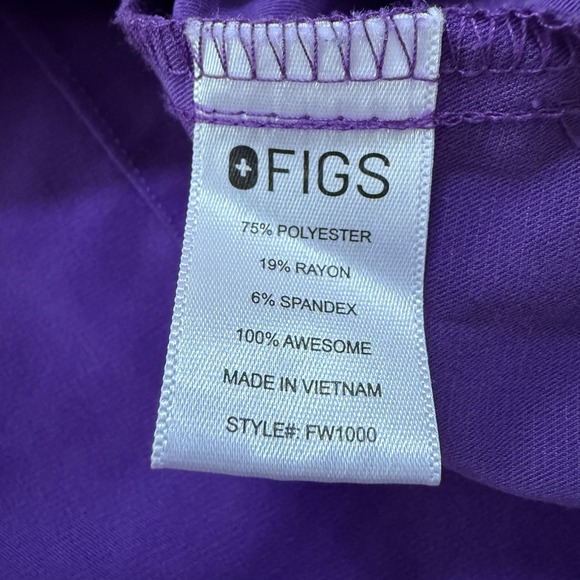 FIGS
75% POLYESTER
19% RAYON
6% SPANDEX
100% AWESOME
MADE IN VIETNAM
STYLE#: FW1000